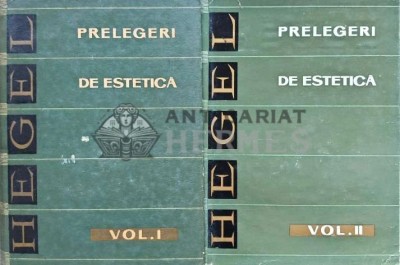 HEGEL
PRELEGERI
DE ESTETICA
VOL. I
HEGEL
PRELEGERI
DE ESTETICA
VOL. II
ANTICARIAT
HERMES